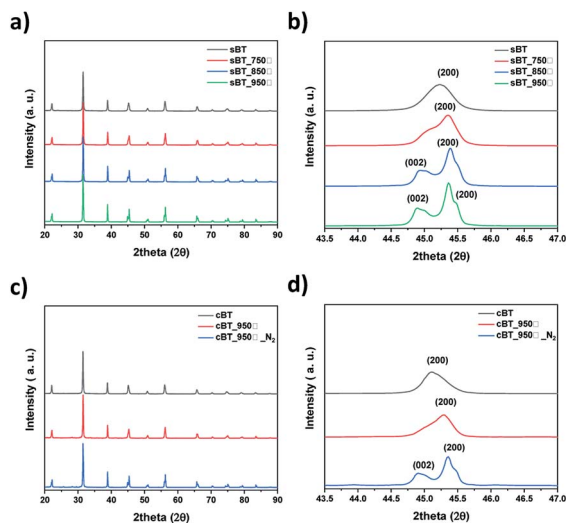 a)
sBT
sBT_750□
sBT_850□
sBT_950□
Intensity (a. u.)
20 30 40 50 60 70 80 90
2theta (2θ)
b)
sBT
sBT_750□
sBT_850□
sBT_950□
(200)
(200)
(200)
(002)
(002)
(200)
Intensity (a. u.)
43.5 44.0 44.5 45.0 45.5 46.0 46.5 47.0
2theta (2θ)
c)
cBT
cBT_950□
cBT_950□_N₂
Intensity ( a. u.)
20 30 40 50 60 70 80 90
2theta (2θ)
d)
cBT
cBT_950□
cBT_950□_N₂
(200)
(200)
(200)
(002)
Intensity (a. u.)
43.5 44.0 44.5 45.0 45.5 46.0 46.5 47.0
2theta (2θ)